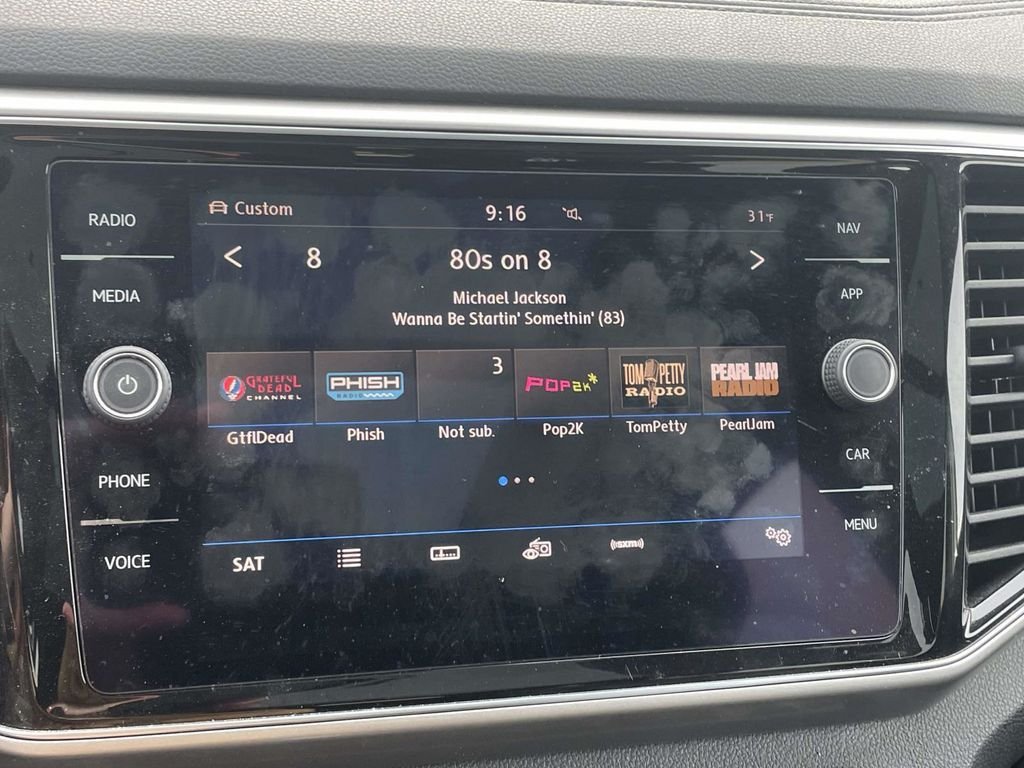 RADIO
MEDIA
PHONE
VOICE
Custom
9:16
31°F
8
80s on 8
Michael Jackson
Wanna Be Startin' Somethin' (83)
GRATEFUL
DEAD
CHANNEL
GtflDead
PHISH
RADIO
Phish
3
Not sub.
POP2K*
Pop2K
TOM PETTY
RADIO
TomPetty
PEARL JAM
RADIO
PearlJam
SAT
((SXM))
NAV
APP
CAR
MENU